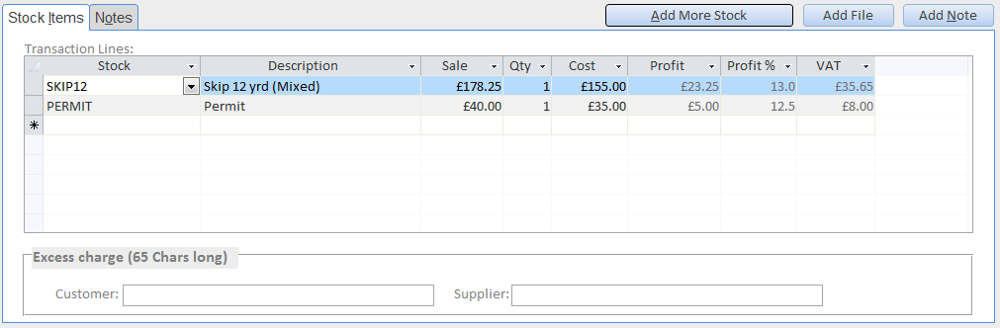 Stock Items Notes Add More Stock Add File Add Note
Transaction Lines:
Stock Description Sale Qty Cost Profit Profit % VAT
SKIP12 Skip 12 yrd (Mixed) £178.25 1 £155.00 £23.25 13.0 £35.65
PERMIT Permit £40.00 1 £35.00 £5.00 12.5 £8.00
Excess charge (65 Chars long)
Customer: Supplier: